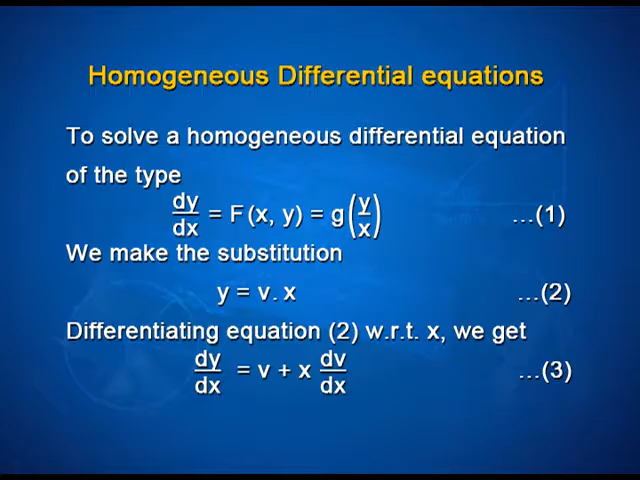 Homogeneous Differential equations
To solve a homogeneous differential equation
of the type
dy/dx = F (x, y) = g(y/x) ...(1)
We make the substitution
y = v. x ...(2)
Differentiating equation (2) w.r.t. x, we get
dy/dx = v + x dv/dx ...(3)